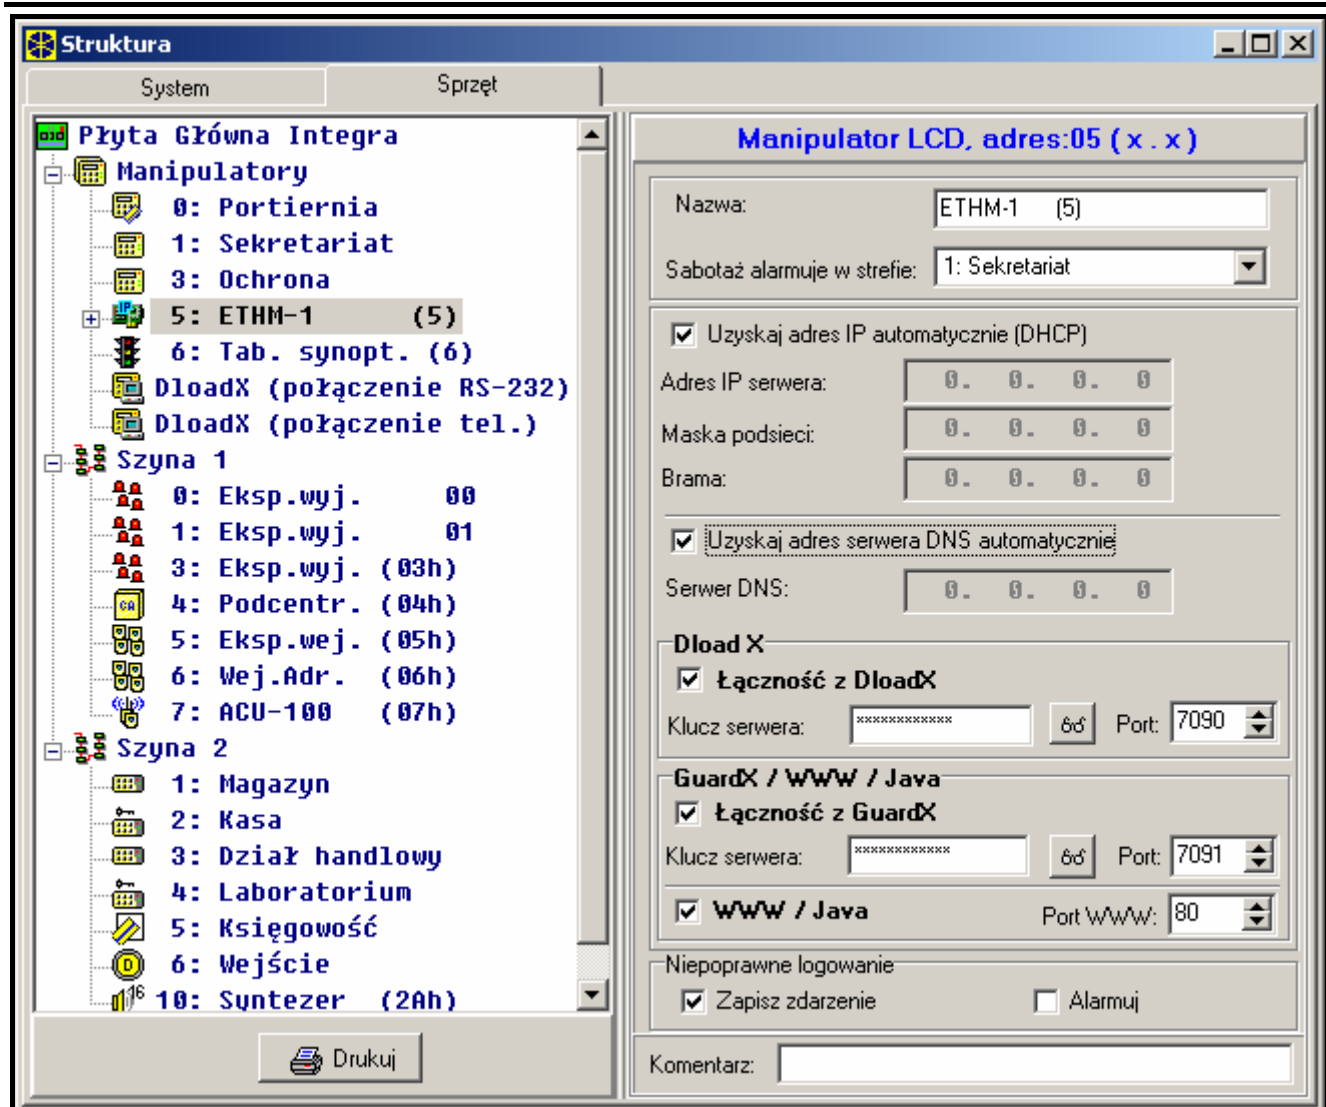 Struktura
System Sprzęt
Płyta Główna Integra
Manipulatory
0: Portiernia
1: Sekretariat
3: Ochrona
5: ETHM-1 (5)
6: Tab. synopt. (6)
DloadX (połączenie RS-232)
DloadX (połączenie tel.)
Szyna 1
0: Eksp.wyj. 00
1: Eksp.wyj. 01
3: Eksp.wyj. (03h)
4: Podcentr. (04h)
5: Eksp.wej. (05h)
6: Wej.Adr. (06h)
7: ACU-100 (07h)
Szyna 2
1: Magazyn
2: Kasa
3: Dział handlowy
4: Laboratorium
5: Księgowość
6: Wejście
10: Syntezer (2Ah)
Drukuj
Manipulator LCD, adres:05 ( x . x )
Nazwa: ETHM-1 (5)
Sabotaż alarmuje w strefie: 1: Sekretariat
Uzyskaj adres IP automatycznie (DHCP)
Adres IP serwera: 0. 0. 0. 0
Maska podsieci: 0. 0. 0. 0
Brama: 0. 0. 0. 0
Uzyskaj adres serwera DNS automatycznie
Serwer DNS: 0. 0. 0. 0
Dload X
Łączność z DloadX
Klucz serwera: ************ Port: 7090
GuardX / WWW / Java
Łączność z GuardX
Klucz serwera: ************ Port: 7091
WWW / Java Port WWW: 80
Niepoprawne logowanie
Zapisz zdarzenie Alarmuj
Komentarz: